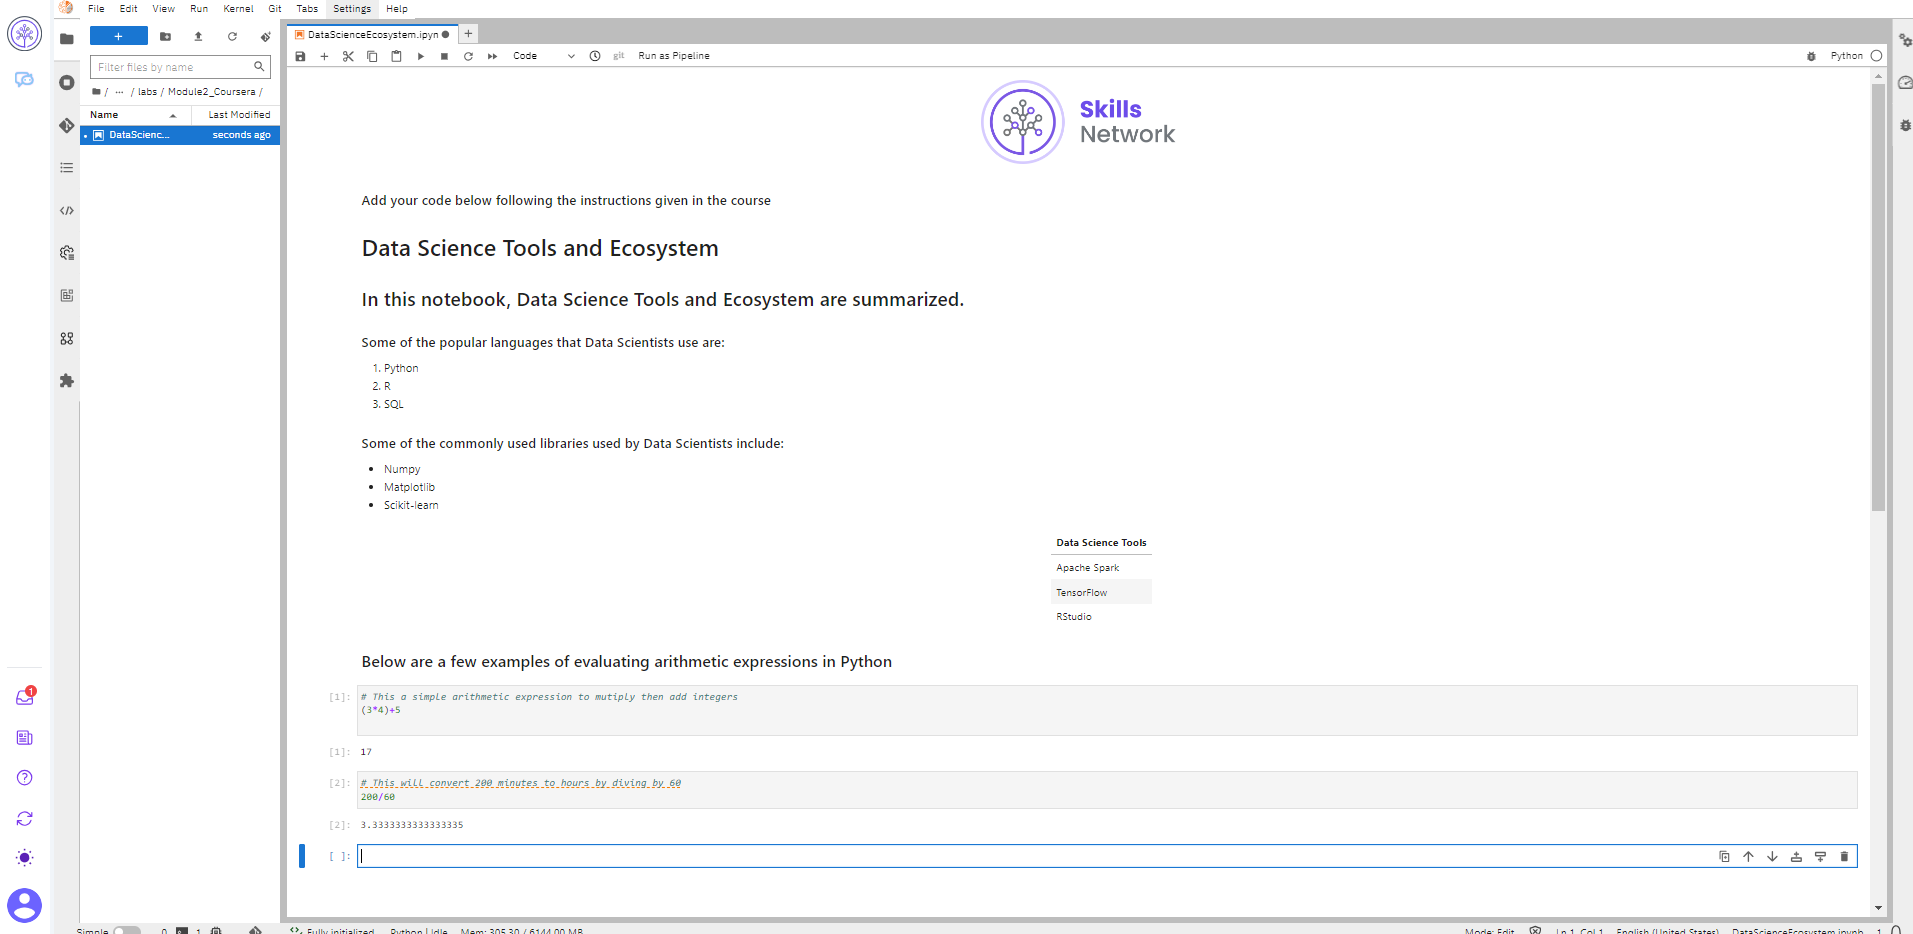 File Edit View Run Kernel Git Tabs Settings Help
DataScienceEcosystem.ipyn
Code
git
Run as Pipeline
Python
Filter files by name
/ ... / labs / Module2_Coursera /
Name Last Modified
DataScienc... seconds ago
Skills
Network
Add your code below following the instructions given in the course
Data Science Tools and Ecosystem
In this notebook, Data Science Tools and Ecosystem are summarized.
Some of the popular languages that Data Scientists use are:
1. Python
2. R
3. SQL
Some of the commonly used libraries used by Data Scientists include:
• Numpy
• Matplotlib
• Scikit-learn
Data Science Tools
Apache Spark
TensorFlow
RStudio
Below are a few examples of evaluating arithmetic expressions in Python
[1]: # This a simple arithmetic expression to mutiply then add integers
(3*4)+5
[1]: 17
[2]: # This will convert 200 minutes to hours by diving by 60
200/60
[2]: 3.3333333333333335
[ ]:
1
Simple 0 1 Fully initialized Python | Idle Mem: 305.30 / 6144.00 MB Mode: Edit Ln 1, Col 1 English (United States) DataScienceEcosystem.ipynb 1